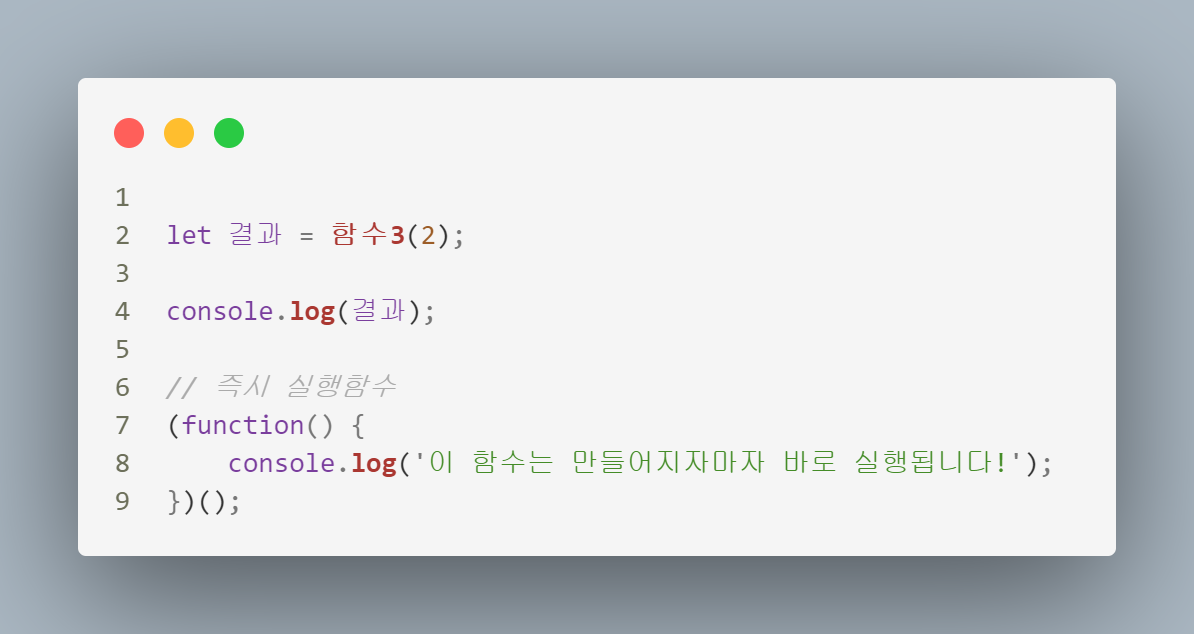 1
2 let 결과 = 함수3(2);
3
4 console.log(결과);
5
6 // 즉시 실행함수
7 (function() {
8     console.log('이 함수는 만들어지자마자 바로 실행됩니다!');
9 })();